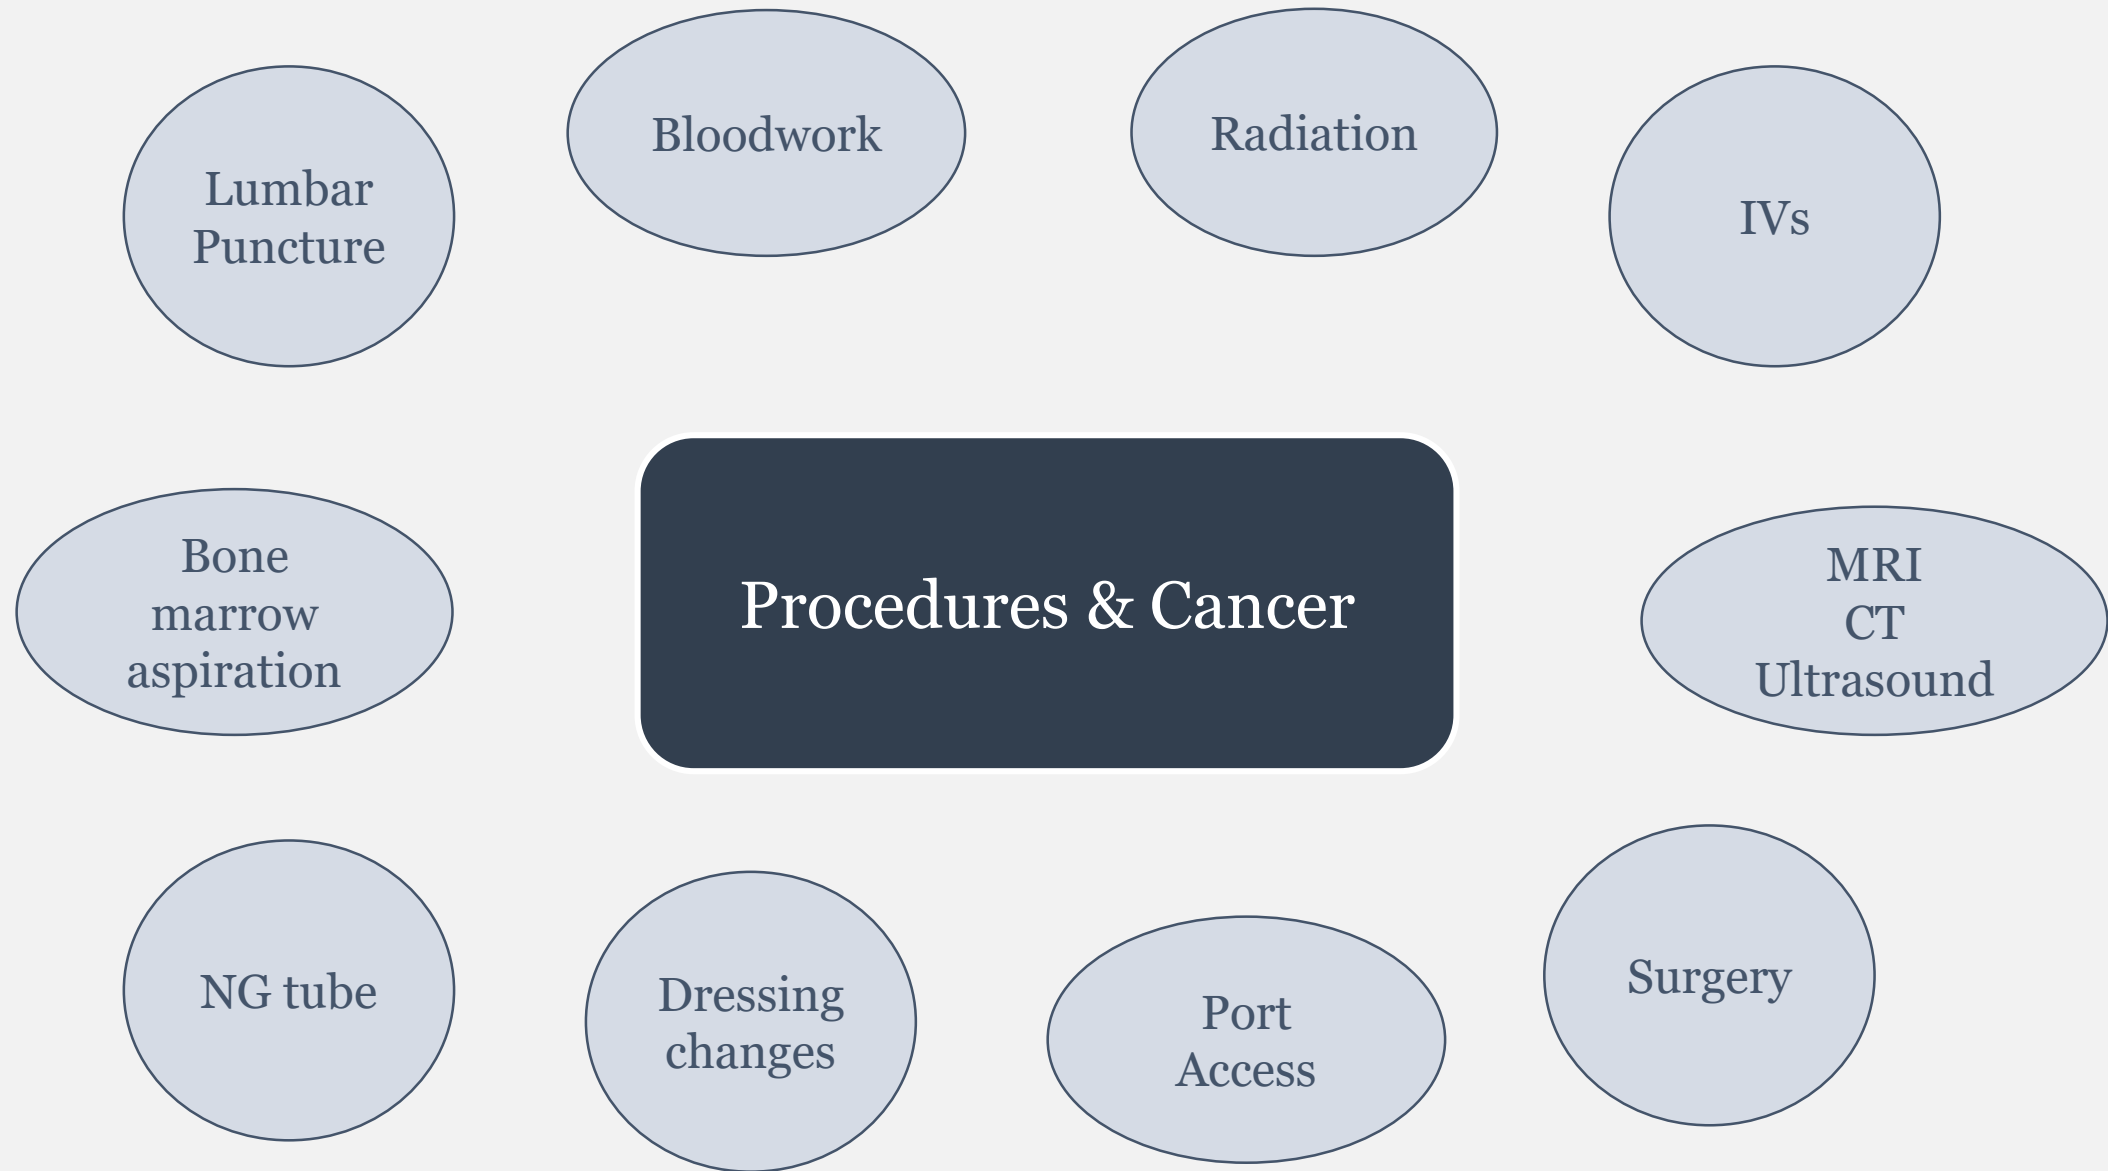 Lumbar
Puncture
Bloodwork
Radiation
IVs
Bone
marrow
aspiration
Procedures & Cancer
MRI
CT
Ultrasound
NG tube
Dressing
changes
Port
Access
Surgery